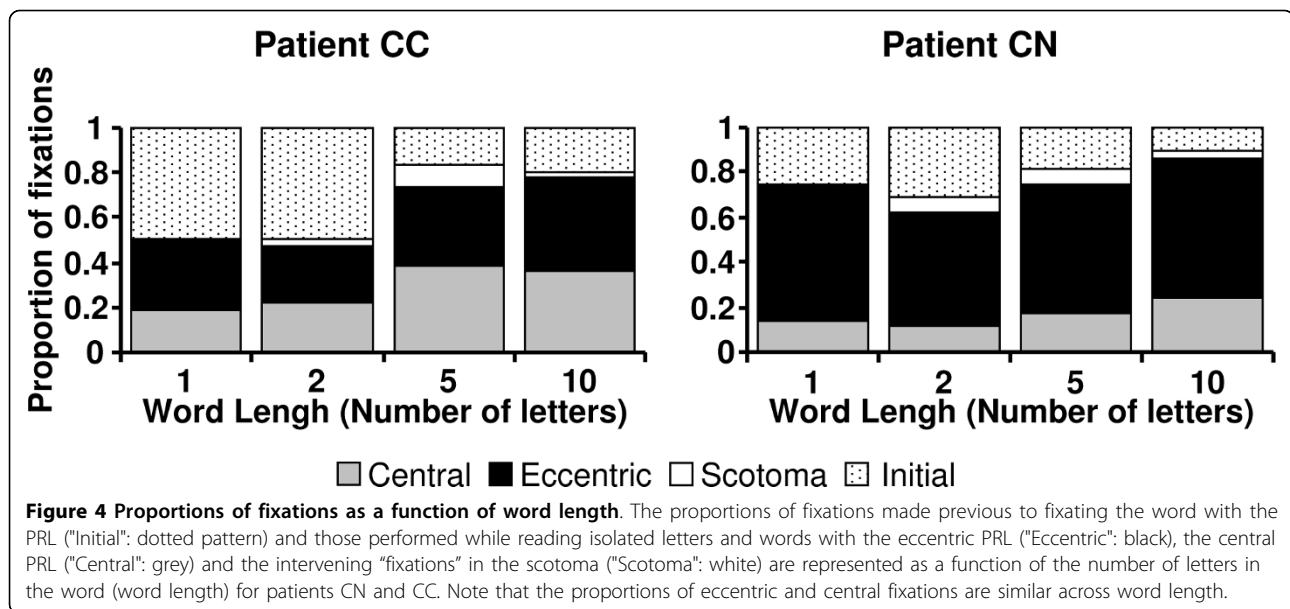 Patient CC
Patient CN
Proportion of fixations
1
0.8
0.6
0.4
0.2
0
1 2 5 10
Word Lengh (Number of letters)
1
0.8
0.6
0.4
0.2
0
1 2 5 10
Word Lengh (Number of letters)
Central Eccentric Scotoma Initial
Figure 4 Proportions of fixations as a function of word length. The proportions of fixations made previous to fixating the word with the
PRL ("Initial": dotted pattern) and those performed while reading isolated letters and words with the eccentric PRL ("Eccentric": black), the central
PRL ("Central": grey) and the intervening “fixations” in the scotoma ("Scotoma": white) are represented as a function of the number of letters in
the word (word length) for patients CN and CC. Note that the proportions of eccentric and central fixations are similar across word length.